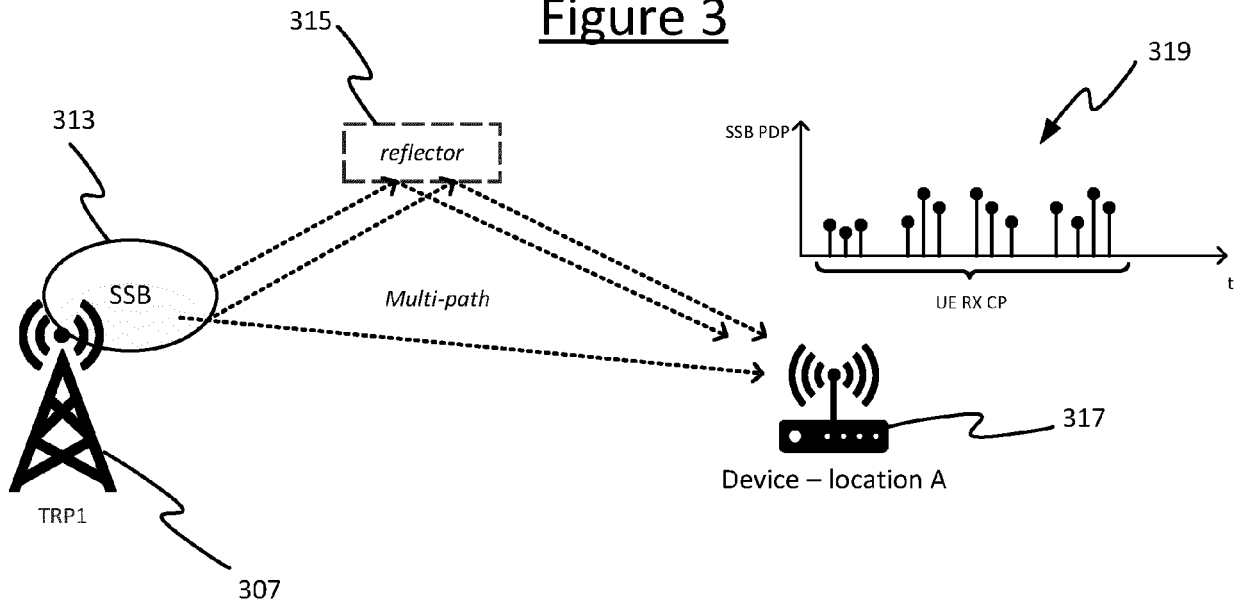 Figure 3
315
319
313
SSB PDP
reflector
SSB
t
Multi-path
UE RX CP
317
Device – location A
TRP1
307